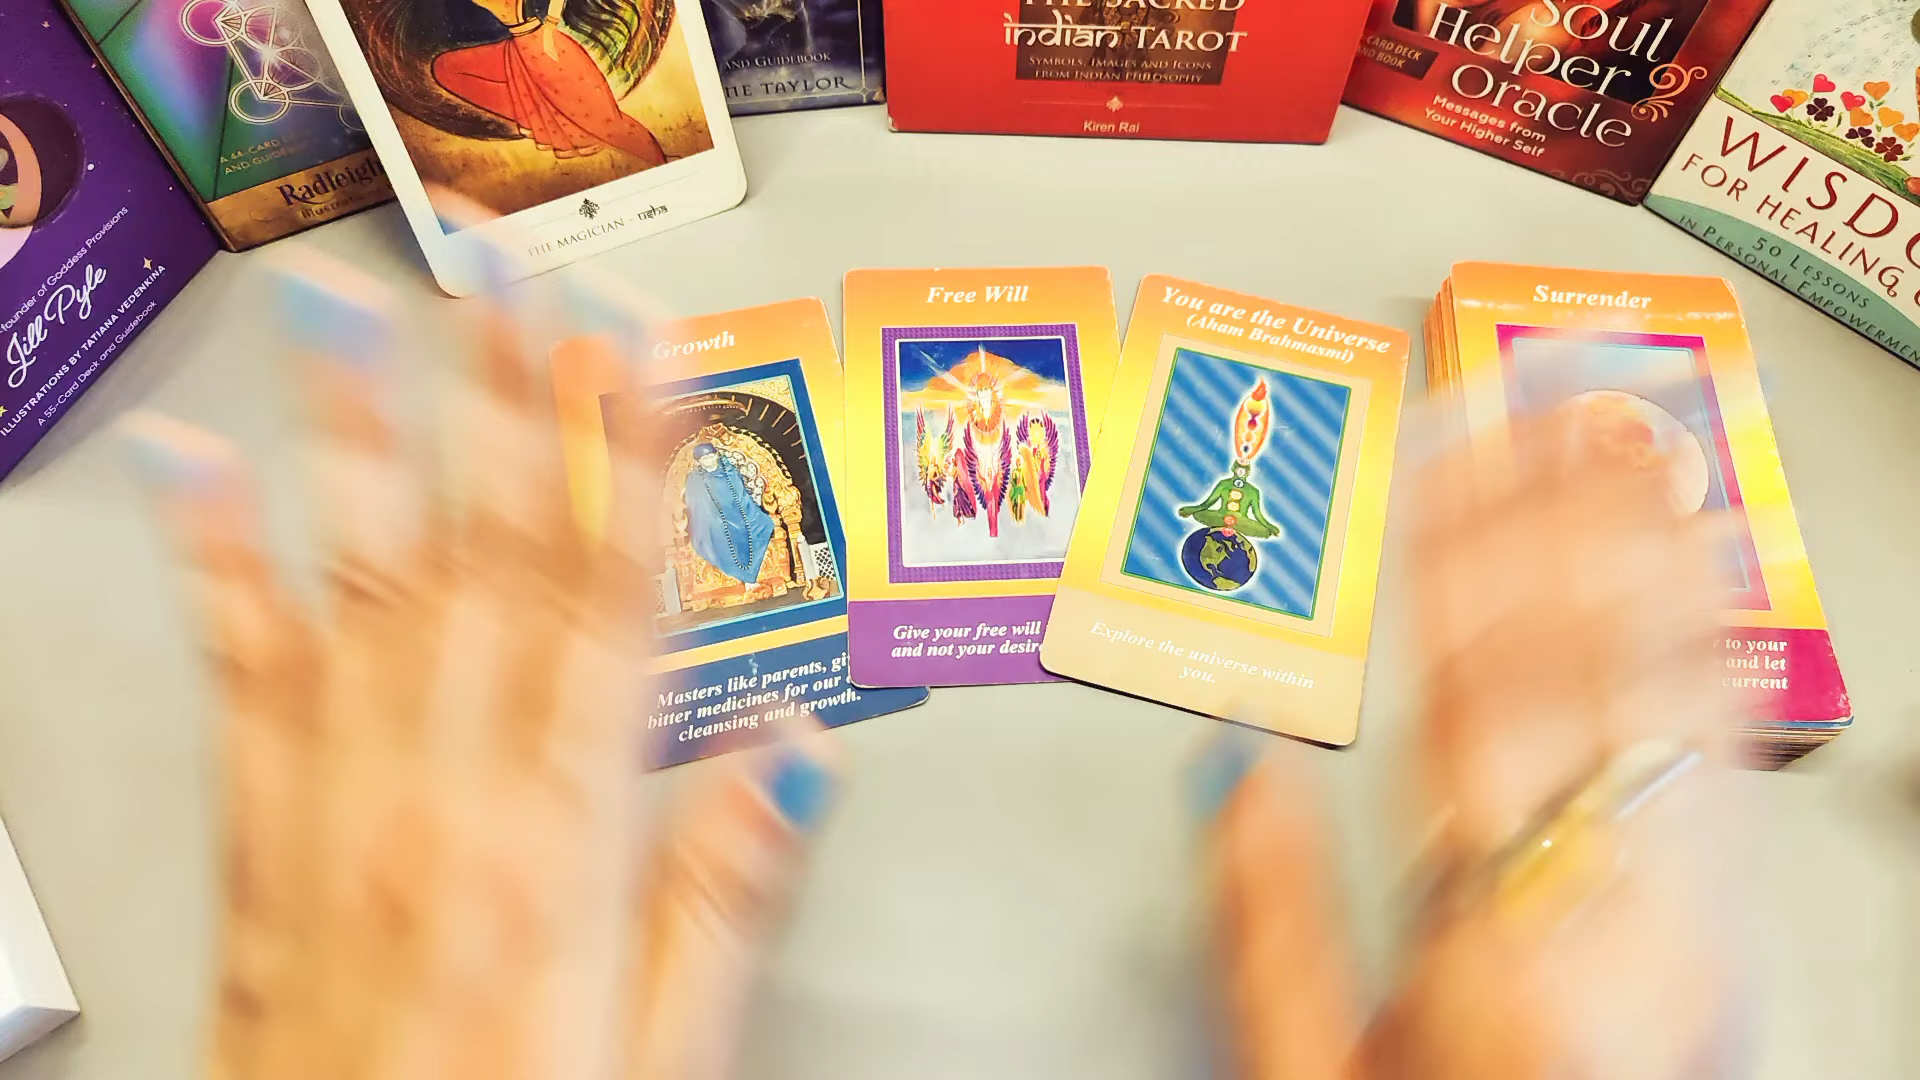 founder of Goddess Provisions
Jill Pyle
ILLUSTRATIONS BY TATIANA VEDENKINA
A 55-Card Deck and Guidebook
A 44-CARD
AND GUIDEB
Radleigh
THE MAGICIAN - usha
AND GUIDEBOOK
NE TAYLOR
THE SACRED
indian TAROT
SYMBOLS, IMAGES AND ICONS
FROM INDIAN PHILOSOPHY
Kiren Rai
Soul
Helper
Oracle
CARD DECK
AND BOOK
Messages from
Your Higher Self
WISDO
FOR HEALING
50 LESSONS
IN PERSONAL EMPOWERMEN
Growth
Masters like parents, gi
bitter medicines for our
cleansing and growth.
Free Will
Give your free will
and not your desire
You are the Universe
(Aham Brahmasmi)
Explore the universe within
you.
Surrender
to your
and let
current